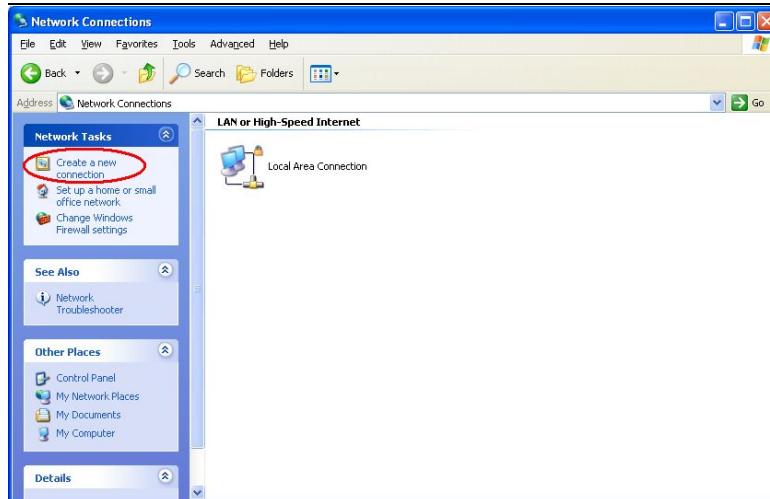 Network Connections
File Edit View Favorites Tools Advanced Help
Back Search Folders
Address Network Connections Go
LAN or High-Speed Internet
Network Tasks
Create a new
connection
Local Area Connection
Set up a home or small
office network
Change Windows
Firewall settings
See Also
Network
Troubleshooter
Other Places
Control Panel
My Network Places
My Documents
My Computer
Details